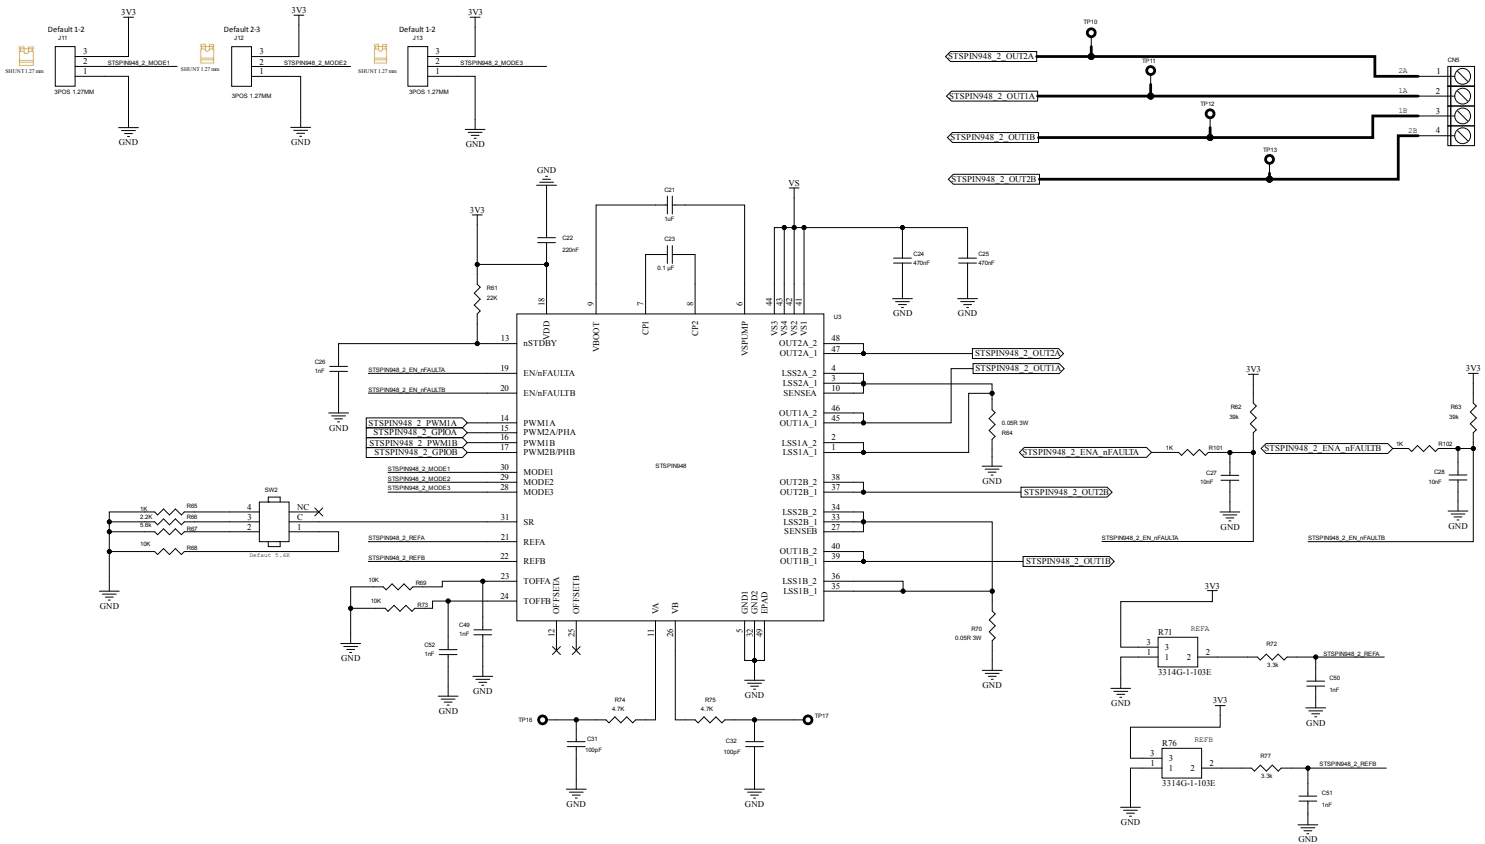 Default 1-2
J11
3V3
3
2
1
STSPIN948_2_MODE1
SHUNT 1.27 mm
3POS 1.27MM
GND
Default 2-3
J12
3V3
3
2
1
STSPIN948_2_MODE2
SHUNT 1.27 mm
3POS 1.27MM
GND
Default 1-2
J13
3V3
3
2
1
STSPIN948_2_MODE3
SHUNT 1.27 mm
3POS 1.27MM
GND
TP10
STSPIN948_2_OUT2A
2A 1
CN5
TP11
STSPIN948_2_OUT1A
1A 2
TP12
STSPIN948_2_OUT1B
1B 3
TP13
STSPIN948_2_OUT2B
2B 4
GND
C22
220nF
3V3
R61
22K
C21
1uF
C23
0.1 µF
VS
C24
470nF
GND
C25
470nF
GND
C26
1nF
GND
18
9
7
8
6
44
43
42
41
VDD
VBOOT
CP1
CP2
VSPUMP
VS3
VS4
VS2
VS1
U3
STSPIN948
13 nSTDBY
STSPIN948_2_EN_nFAULTA 19 EN/nFAULTA
STSPIN948_2_EN_nFAULTB 20 EN/nFAULTB
STSPIN948_2_PWM1A 14 PWM1A
STSPIN948_2_GPIOA 15 PWM2A/PHA
STSPIN948_2_PWM1B 16 PWM1B
STSPIN948_2_GPIOB 17 PWM2B/PHB
STSPIN948_2_MODE1 30 MODE1
STSPIN948_2_MODE2 29 MODE2
STSPIN948_2_MODE3 28 MODE3
31 SR
STSPIN948_2_REFA 21 REFA
STSPIN948_2_REFB 22 REFB
23 TOFFA
24 TOFFB
OUT2A_2 48
OUT2A_1 47
STSPIN948_2_OUT2A
LSS2A_2 4
LSS2A_1 3
SENSEA 10
STSPIN948_2_OUT1A
OUT1A_2 46
OUT1A_1 45
LSS1A_2 2
LSS1A_1 1
0.05R 3W
R64
GND
OUT2B_2 38
OUT2B_1 37
STSPIN948_2_OUT2B
LSS2B_2 34
LSS2B_1 33
SENSEB 27
OUT1B_2 40
OUT1B_1 39
STSPIN948_2_OUT1B
LSS1B_2 36
LSS1B_1 35
R70
0.05R 3W
GND
SW2
1K R65 4 NC
2.2K R66 3 C
5.6k R67 2 1
10K R68
Defaut 5.6K
GND
10K R69
10K R73
GND
C49
1nF
GND
C52
1nF
GND
OFFSETA
OFFSETB
VA
VB
GND1
GND2
EPAD
12
25
11
26
5
32
49
GND
TP16
R74
4.7K
C31
100pF
GND
R75
4.7K
TP17
C32
100pF
GND
3V3
R62
39k
STSPIN948_2_ENA_nFAULTA
1K R101
C27
10nF
GND
STSPIN948_2_EN_nFAULTA
3V3
R63
39k
STSPIN948_2_ENA_nFAULTB
1K R102
C28
10nF
GND
STSPIN948_2_EN_nFAULTB
3V3
R71 REFA
3 3
1 1 2 2
3314G-1-103E
GND
R72
3.3k
STSPIN948_2_REFA
C50
1nF
GND
3V3
R76 REFB
3 3
1 1 2 2
3314G-1-103E
GND
R77
3.3k
STSPIN948_2_REFB
C51
1nF
GND